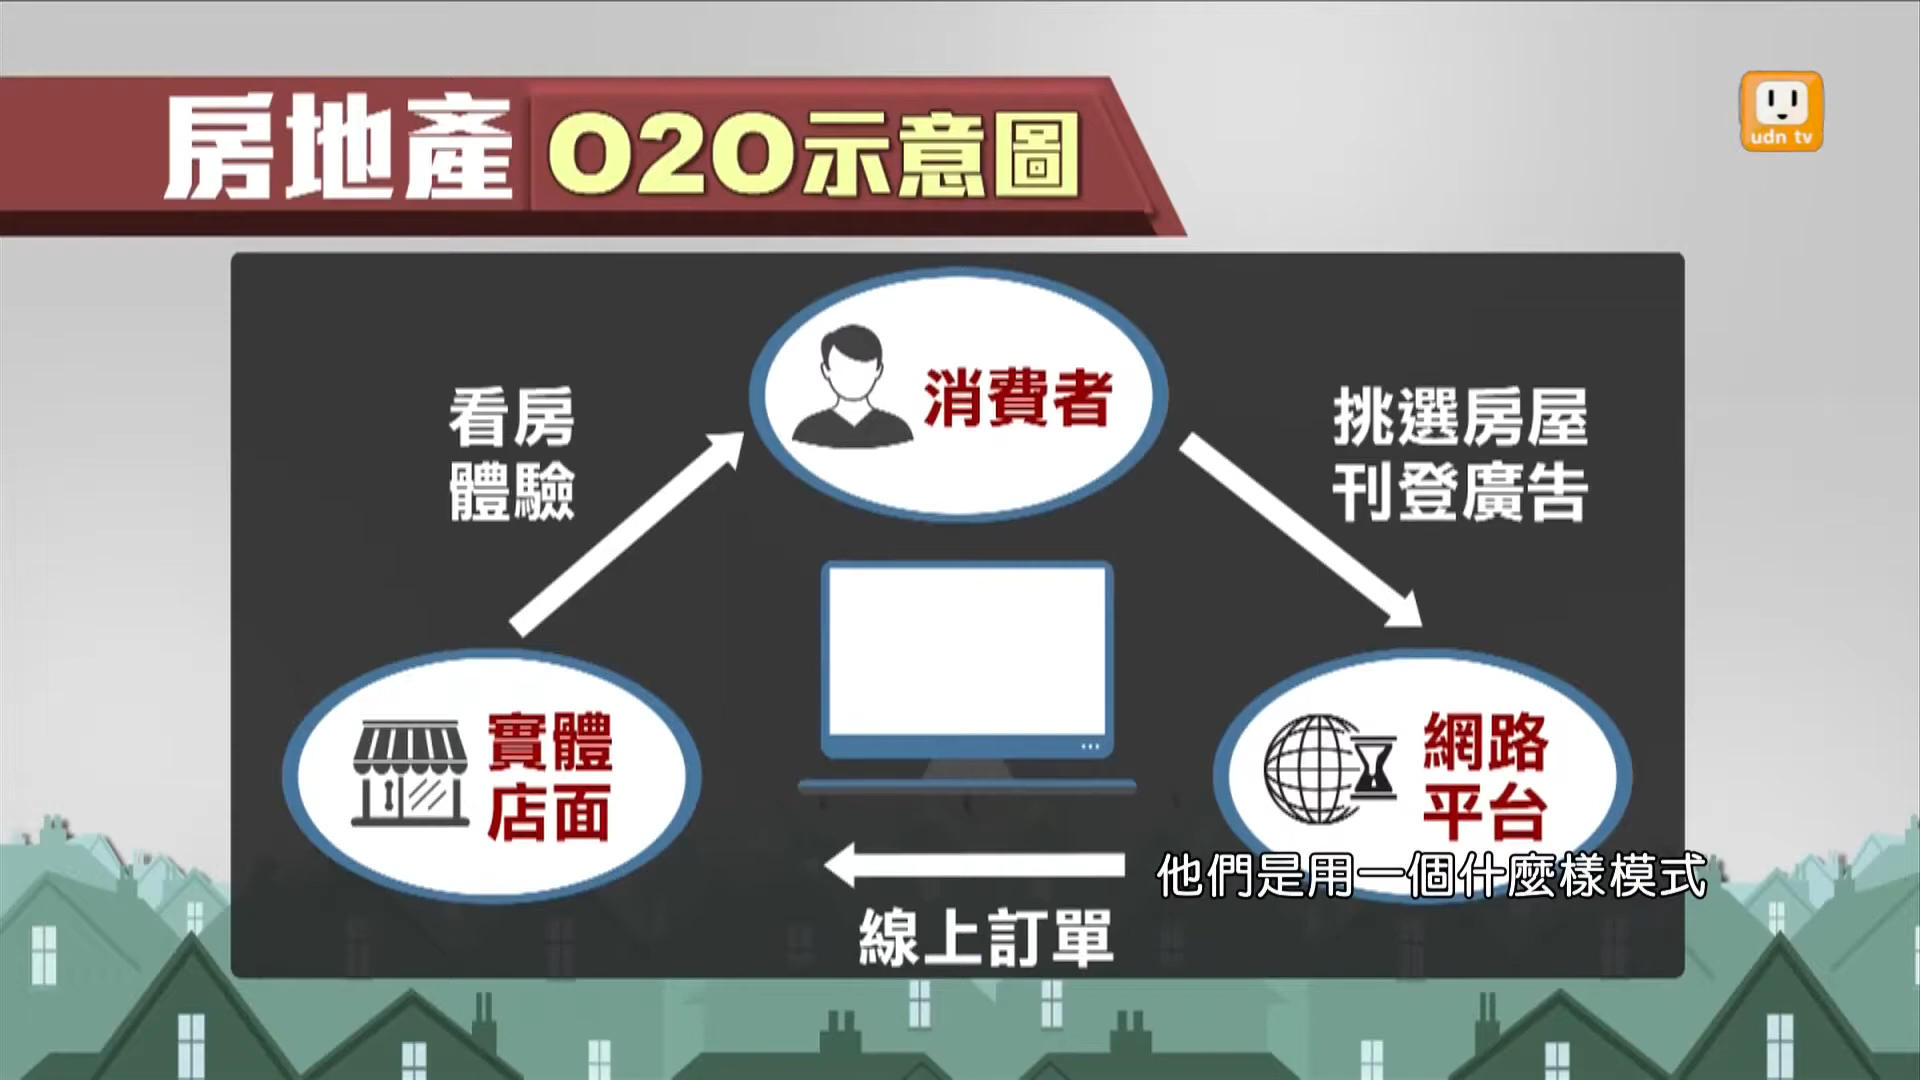 房地產 O2O示意圖
udn tv
消費者
看房
體驗
挑選房屋
刊登廣告
實體
店面
網路
平台
線上訂單
他們是用一個什麼樣模式